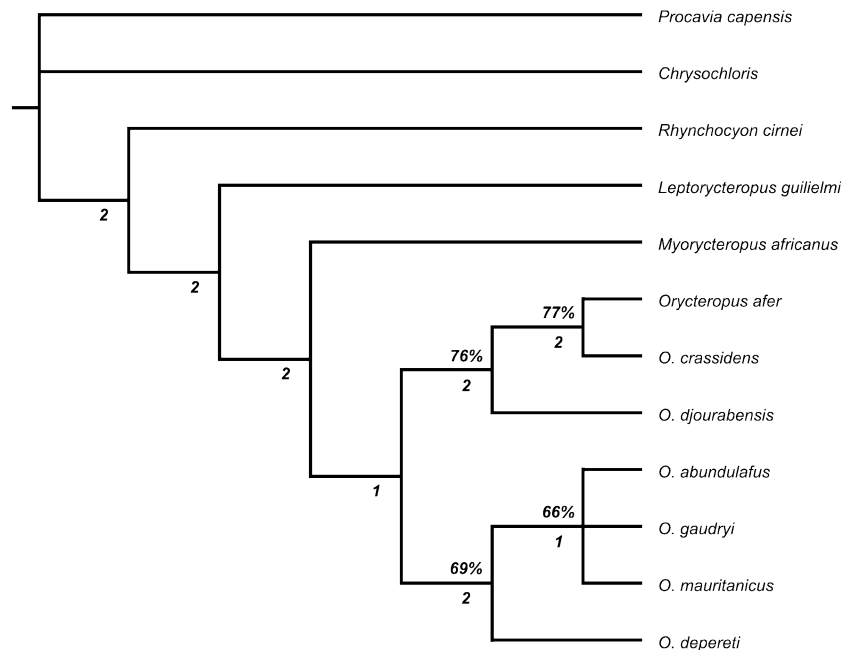 Procavia capensis
Chrysochloris
Rhynchocyon cirnei
2
Leptorycteropus guilielmi
2
Myorycteropus africanus
2
Orycteropus afer
77%
2
O. crassidens
76%
2
O. djourabensis
1
O. abundulafus
66%
1
O. gaudryi
69%
2
O. mauritanicus
O. depereti